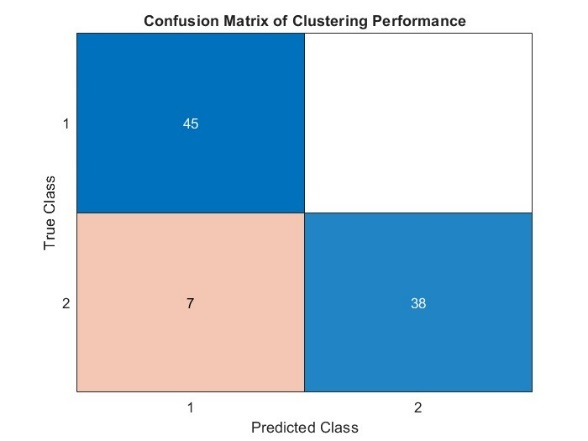 Confusion Matrix of Clustering Performance
True Class
1
45
2
7
38
1
2
Predicted Class